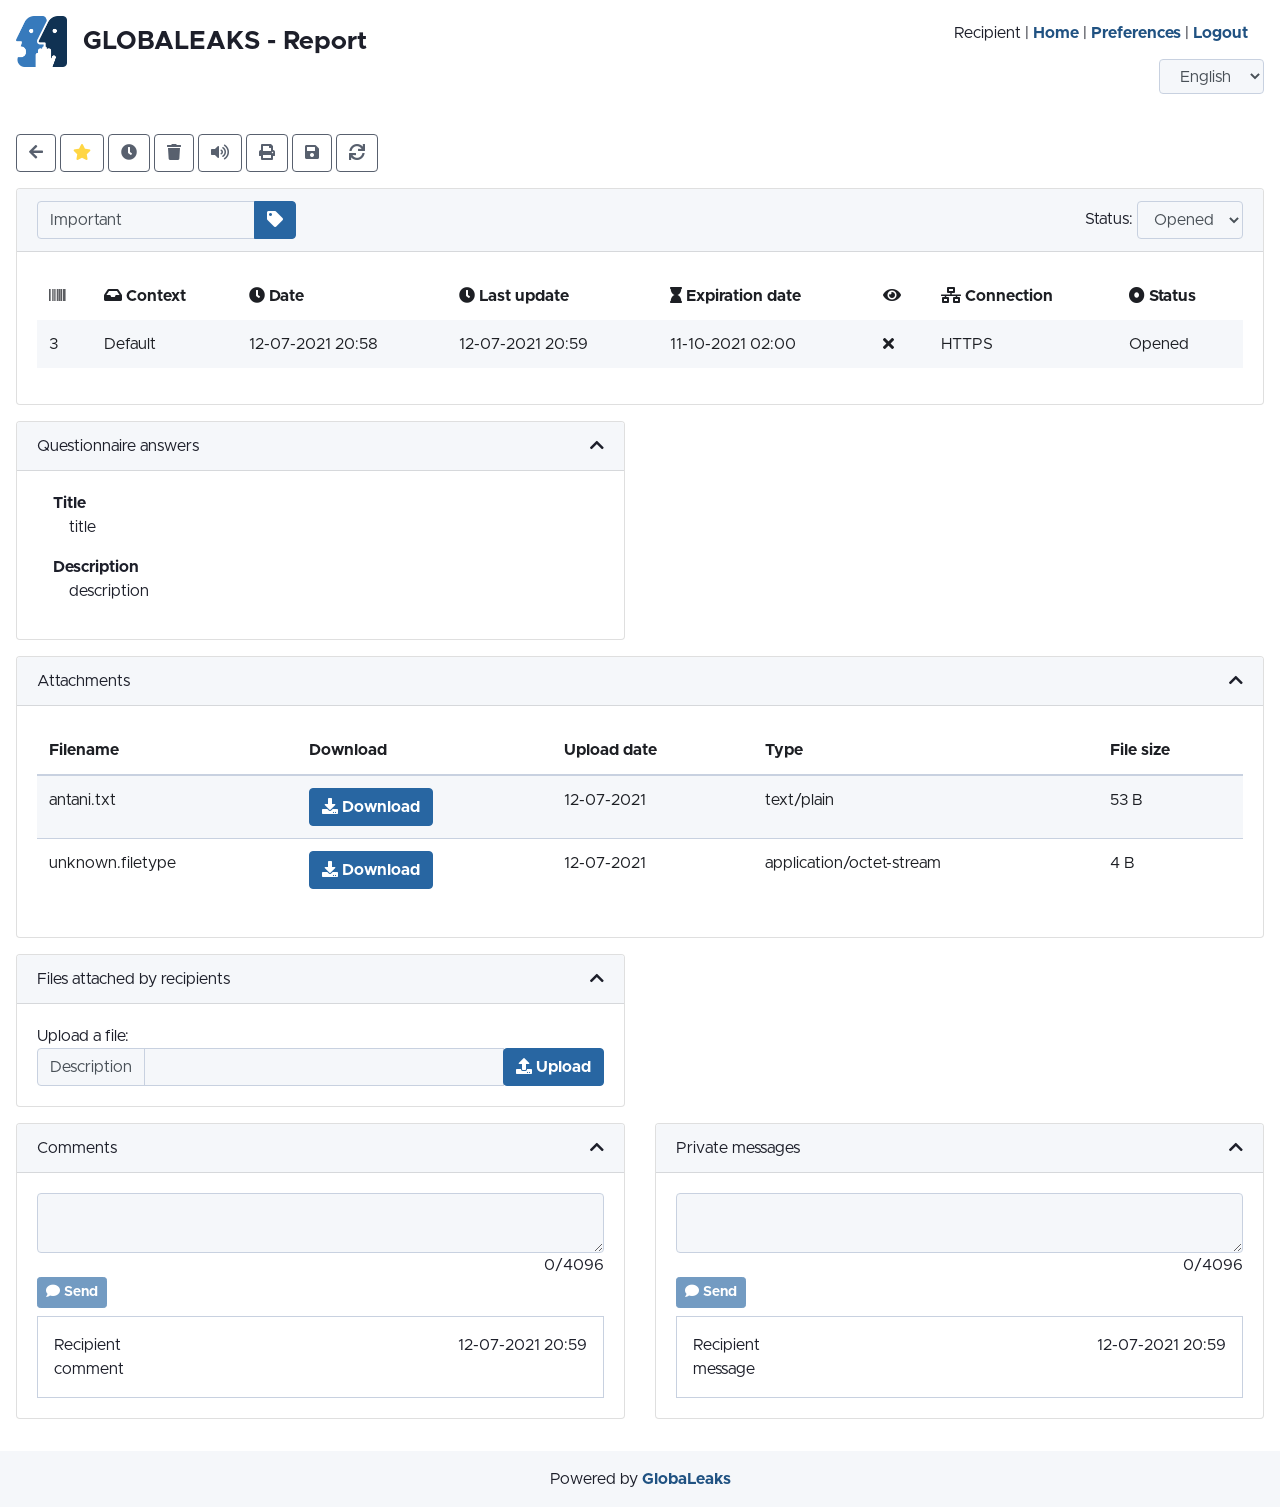 GLOBALEAKS - Report
Recipient | Home | Preferences | Logout
English
Important
Status: Opened
Context Date Last update Expiration date Connection Status
3 Default 12-07-2021 20:58 12-07-2021 20:59 11-10-2021 02:00 HTTPS Opened
Questionnaire answers
Title
title
Description
description
Attachments
Filename Download Upload date Type File size
antani.txt Download 12-07-2021 text/plain 53 B
unknown.filetype Download 12-07-2021 application/octet-stream 4 B
Files attached by recipients
Upload a file:
Description Upload
Comments
0/4096
Send
Recipient 12-07-2021 20:59
comment
Private messages
0/4096
Send
Recipient 12-07-2021 20:59
message
Powered by GlobaLeaks